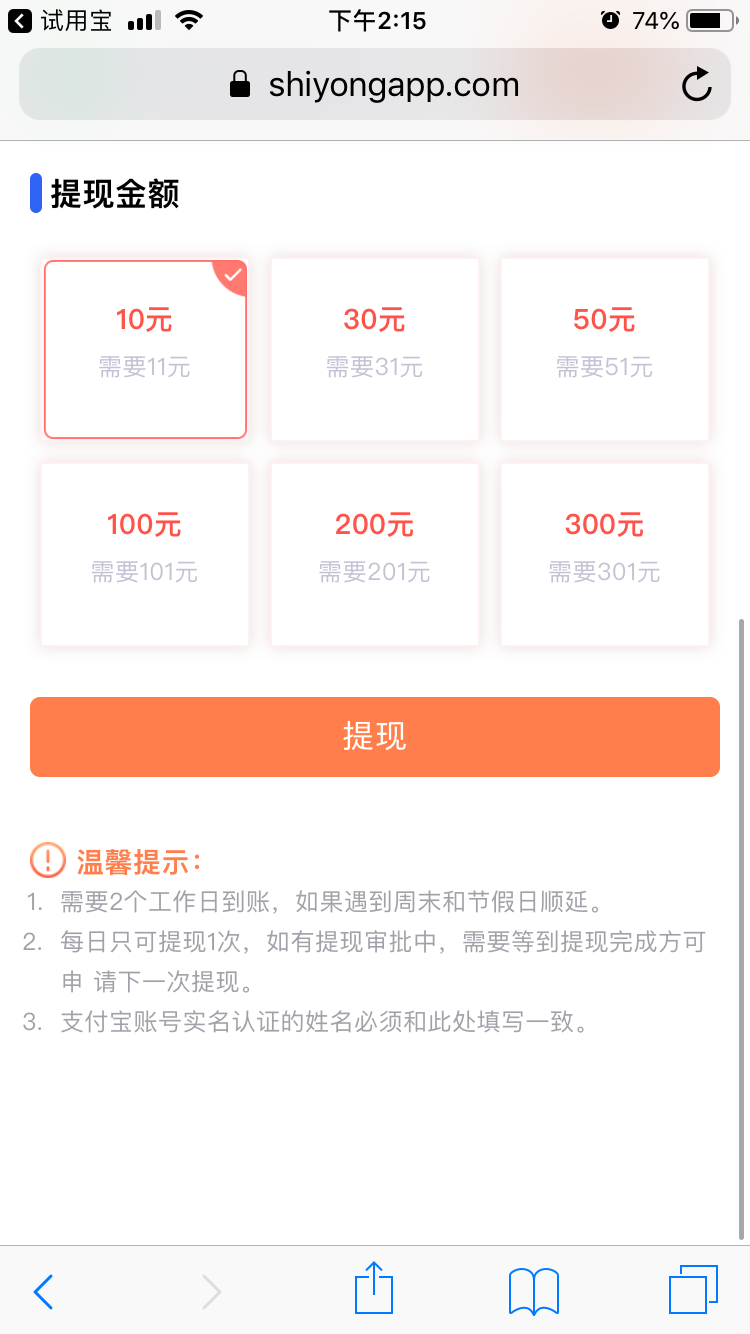 试用宝 下午2:15 74%
shiyongapp.com
提现金额
10元 30元 50元
需要11元 需要31元 需要51元
100元 200元 300元
需要101元 需要201元 需要301元
提现
温馨提示：
1. 需要2个工作日到账，如果遇到周末和节假日顺延。
2. 每日只可提现1次，如有提现审批中，需要等到提现完成方可
申 请下一次提现。
3. 支付宝账号实名认证的姓名必须和此处填写一致。